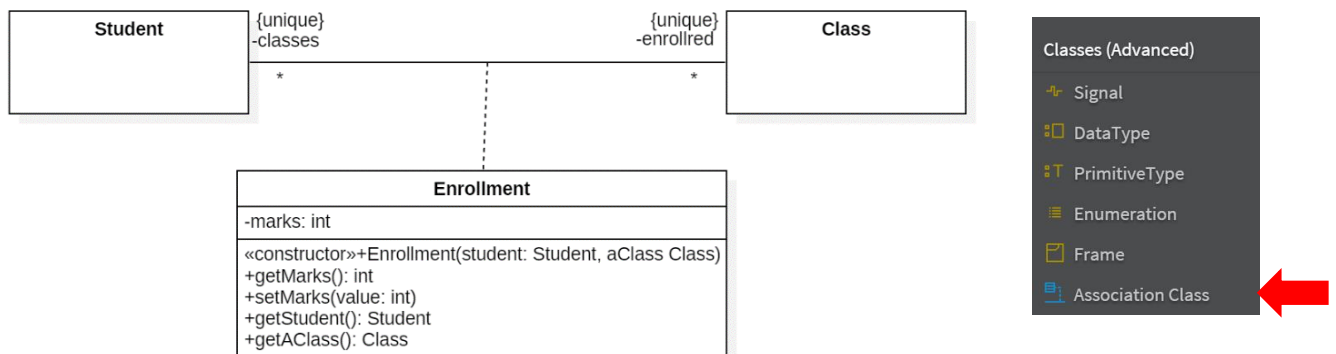 Student
{unique}
-classes
*
{unique}
-enrollred
*
Class
Enrollment
-marks: int
«constructor»+Enrollment(student: Student, aClass Class)
+getMarks(): int
+setMarks(value: int)
+getStudent(): Student
+getAClass(): Class
Classes (Advanced)
Signal
DataType
PrimitiveType
Enumeration
Frame
Association Class